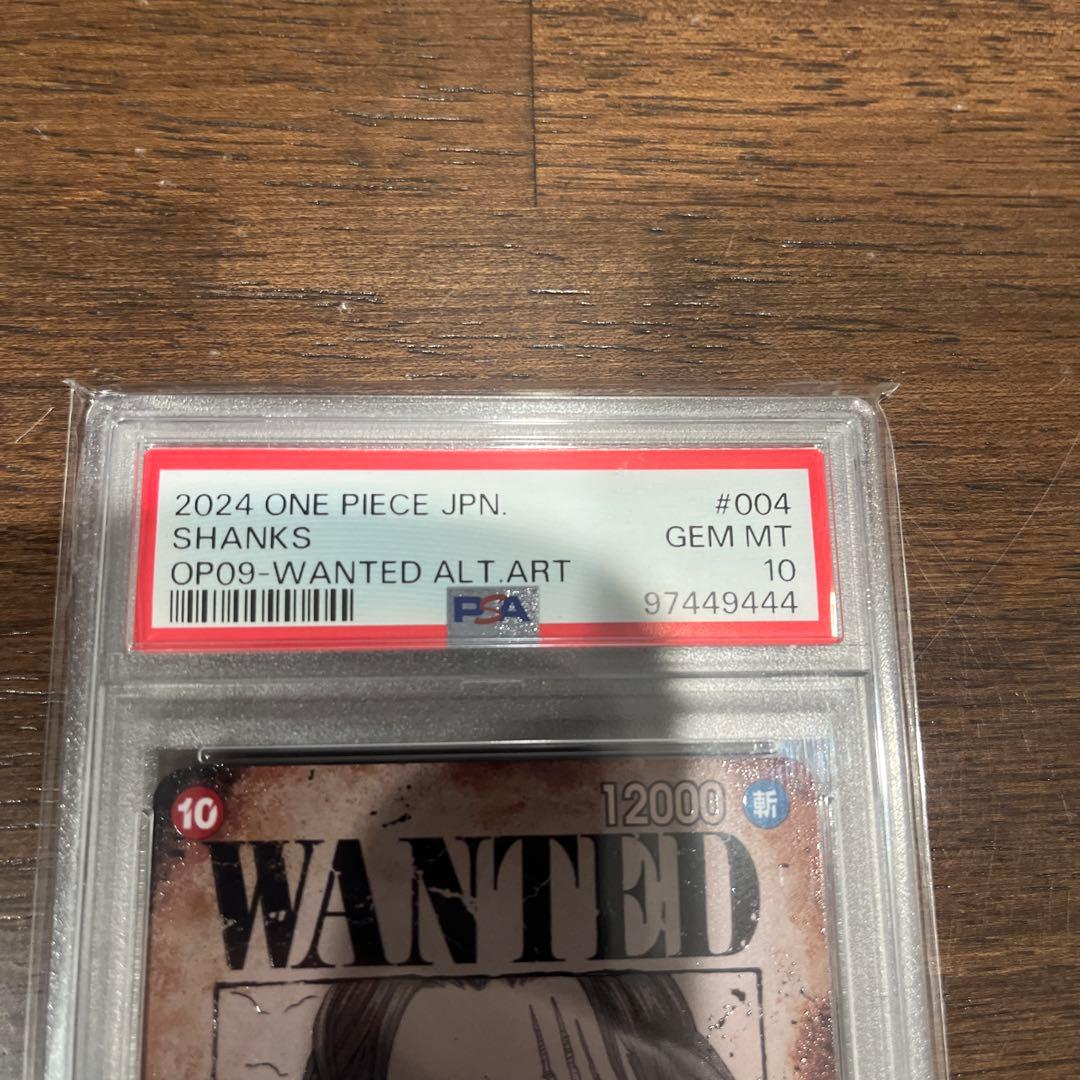 2024 ONE PIECE JPN. #004
SHANKS GEM MT
OP09-WANTED ALT.ART 10
PSA 97449444
10 12000 斬
WANTED